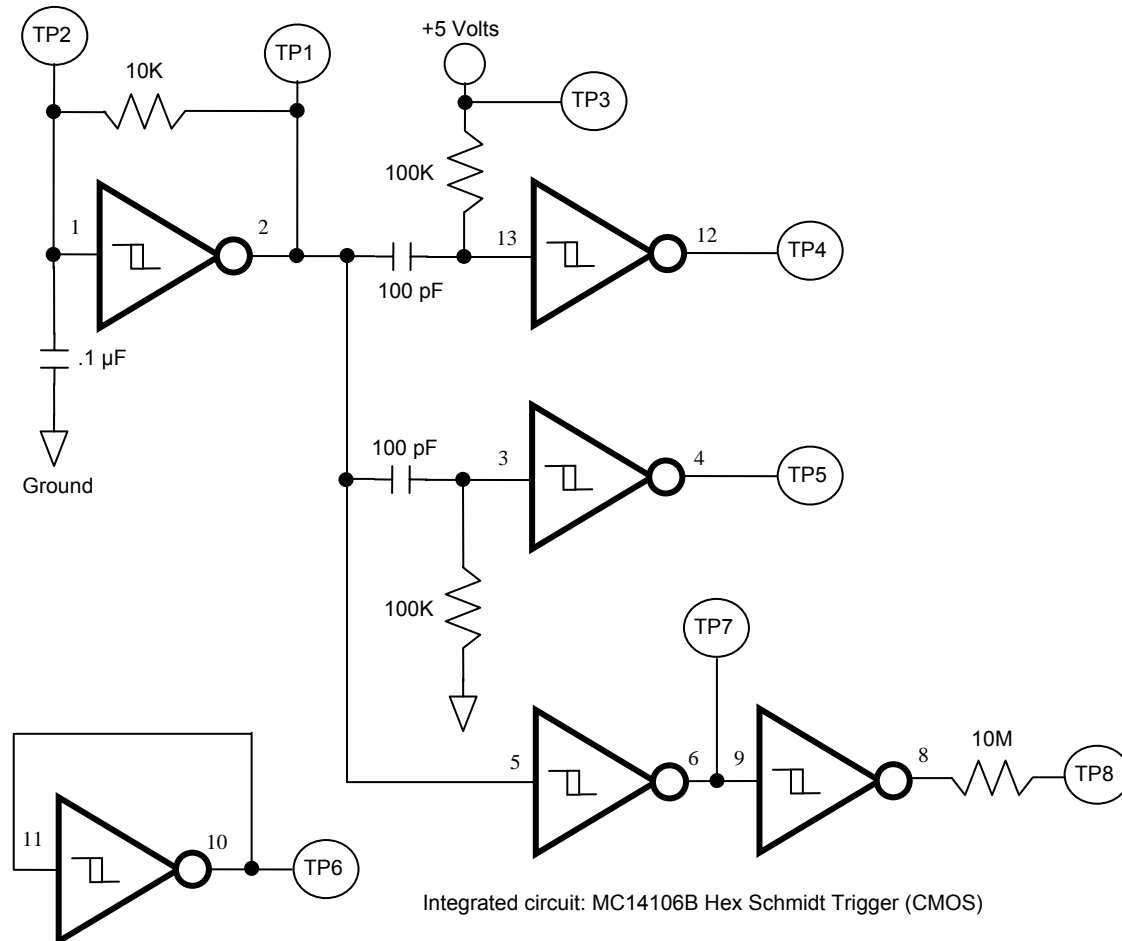 TP2
TP1
+5 Volts
10K
TP3
100K
1
2
13
12
TP4
100 pF
.1 µF
100 pF
3
4
TP5
Ground
100K
TP7
5
6
9
8
10M
TP8
11
10
TP6
Integrated circuit: MC14106B Hex Schmidt Trigger (CMOS)